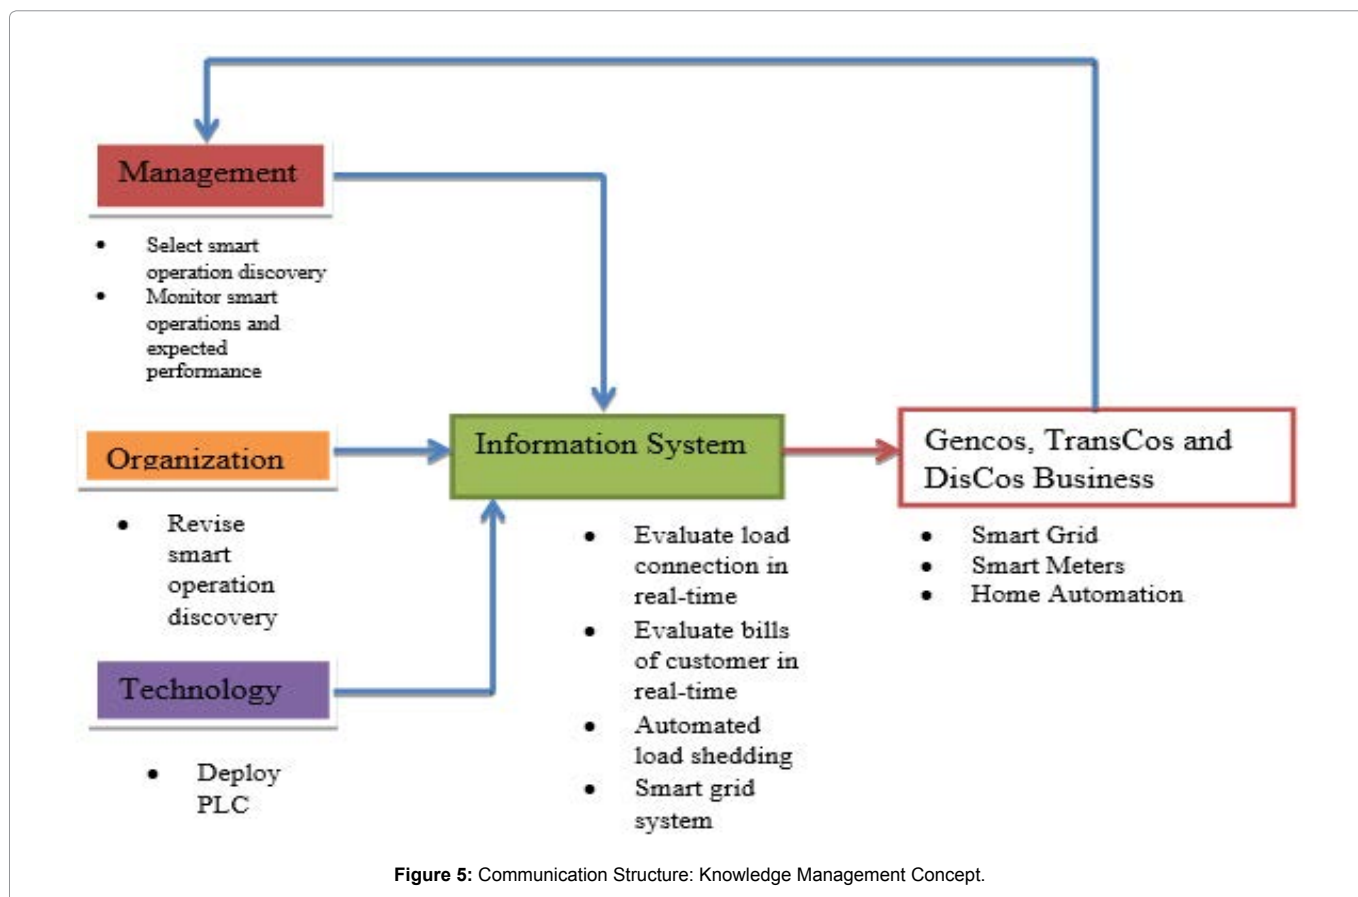 Management
• Select smart
operation discovery
• Monitor smart
operations and
expected
performance
Organization
• Revise
smart
operation
discovery
Technology
• Deploy
PLC
Information System
• Evaluate load
connection in
real-time
• Evaluate bills
of customer in
real-time
• Automated
load shedding
• Smart grid
system
Gencos, TransCos and
DisCos Business
• Smart Grid
• Smart Meters
• Home Automation
Figure 5: Communication Structure: Knowledge Management Concept.